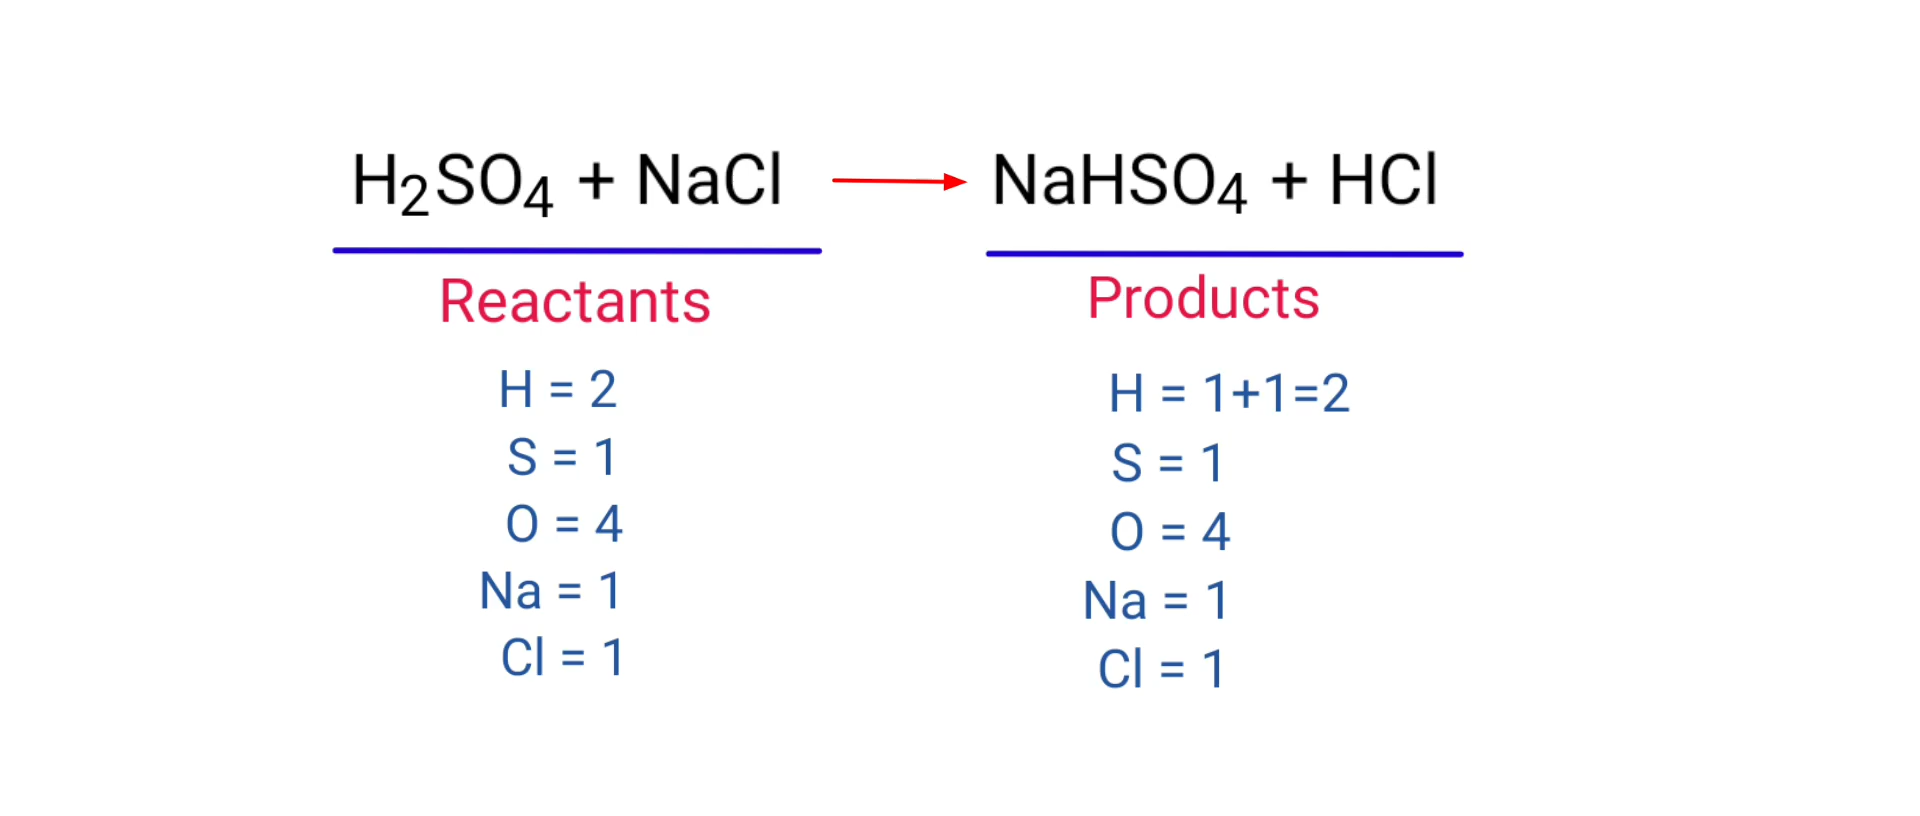 H₂SO₄ + NaCl → NaHSO₄ + HCl
Reactants
H = 2
S = 1
O = 4
Na = 1
Cl = 1
Products
H = 1+1=2
S = 1
O = 4
Na = 1
Cl = 1